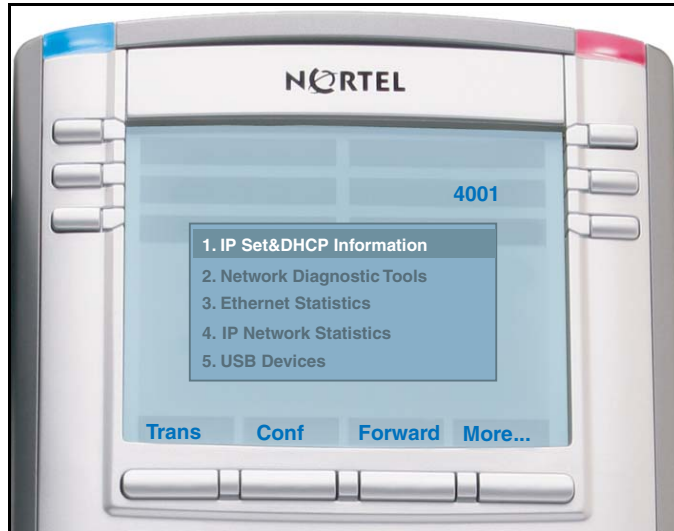 NORTEL
4001
1. IP Set&DHCP Information
2. Network Diagnostic Tools
3. Ethernet Statistics
4. IP Network Statistics
5. USB Devices
Trans Conf Forward More...